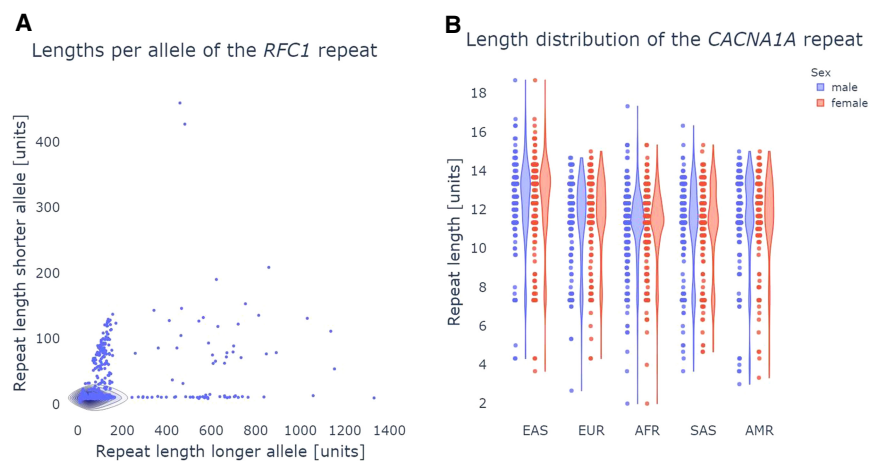 A
Lengths per allele of the RFC1 repeat
Repeat length shorter allele [units]
400
300
200
100
0
0 200 400 600 800 1000 1200 1400
Repeat length longer allele [units]
B
Length distribution of the CACNA1A repeat
Sex
male
female
Repeat length [units]
18
16
14
12
10
8
6
4
2
EAS EUR AFR SAS AMR